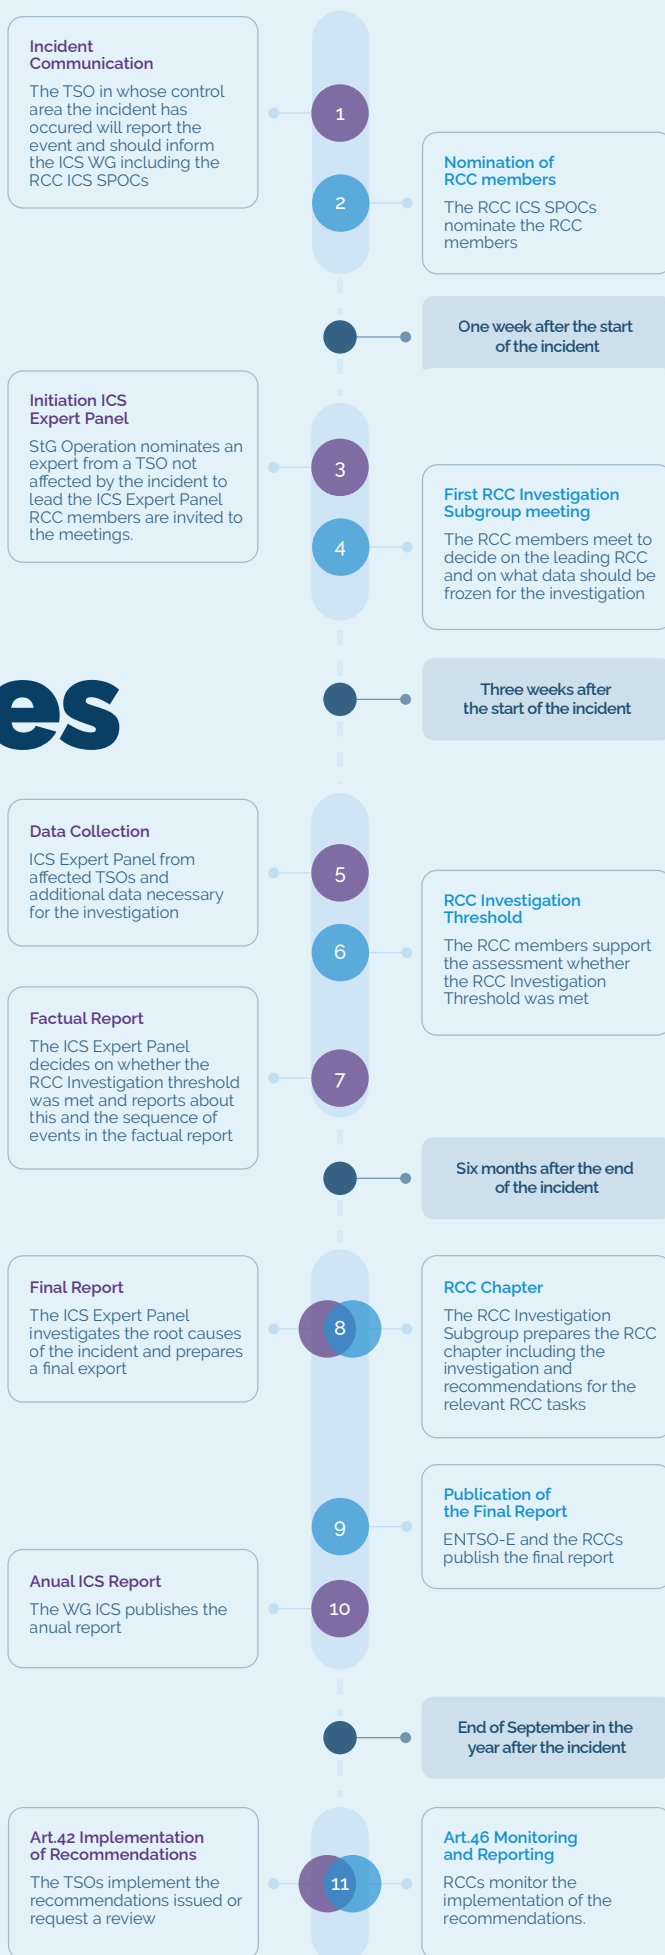 Incident
Communication
The TSO in whose control
area the incident has
occured will report the
event and should inform
the ICS WG including the
RCC ICS SPOCs
1
2
Nomination of
RCC members
The RCC ICS SPOCs
nominate the RCC
members
One week after the start
of the incident
Initiation ICS
Expert Panel
StG Operation nominates an
expert from a TSO not
affected by the incident to
lead the ICS Expert Panel
RCC members are invited to
the meetings.
3
4
First RCC Investigation
Subgroup meeting
The RCC members meet to
decide on the leading RCC
and on what data should be
frozen for the investigation
es
Three weeks after
the start of the incident
Data Collection
ICS Expert Panel from
affected TSOs and
additional data necessary
for the investigation
5
6
RCC Investigation
Threshold
The RCC members support
the assessment whether
the RCC Investigation
Threshold was met
Factual Report
The ICS Expert Panel
decides on whether the
RCC Investigation threshold
was met and reports about
this and the sequence of
events in the factual report
7
Six months after the end
of the incident
Final Report
The ICS Expert Panel
investigates the root causes
of the incident and prepares
a final export
8
RCC Chapter
The RCC Investigation
Subgroup prepares the RCC
chapter including the
investigation and
recommendations for the
relevant RCC tasks
9
Publication of
the Final Report
ENTSO-E and the RCCs
publish the final report
Anual ICS Report
The WG ICS publishes the
anual report
10
End of September in the
year after the incident
Art.42 Implementation
of Recommendations
The TSOs implement the
recommendations issued or
request a review
11
Art.46 Monitoring
and Reporting
RCCs monitor the
implementation of the
recommendations.